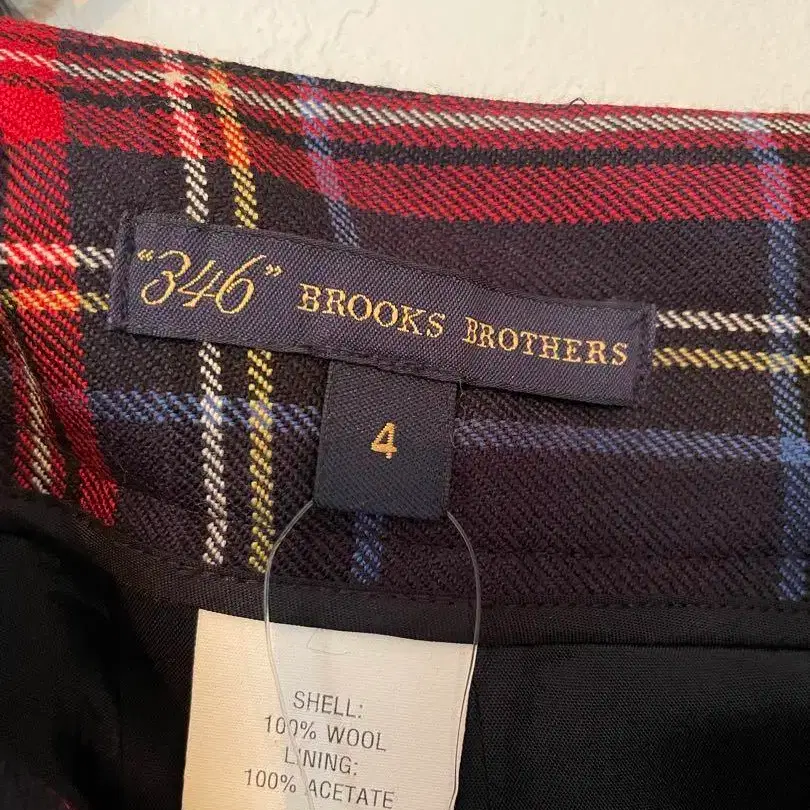 “346” BROOKS BROTHERS
4
SHELL:
100% WOOL
LINING:
100% ACETATE